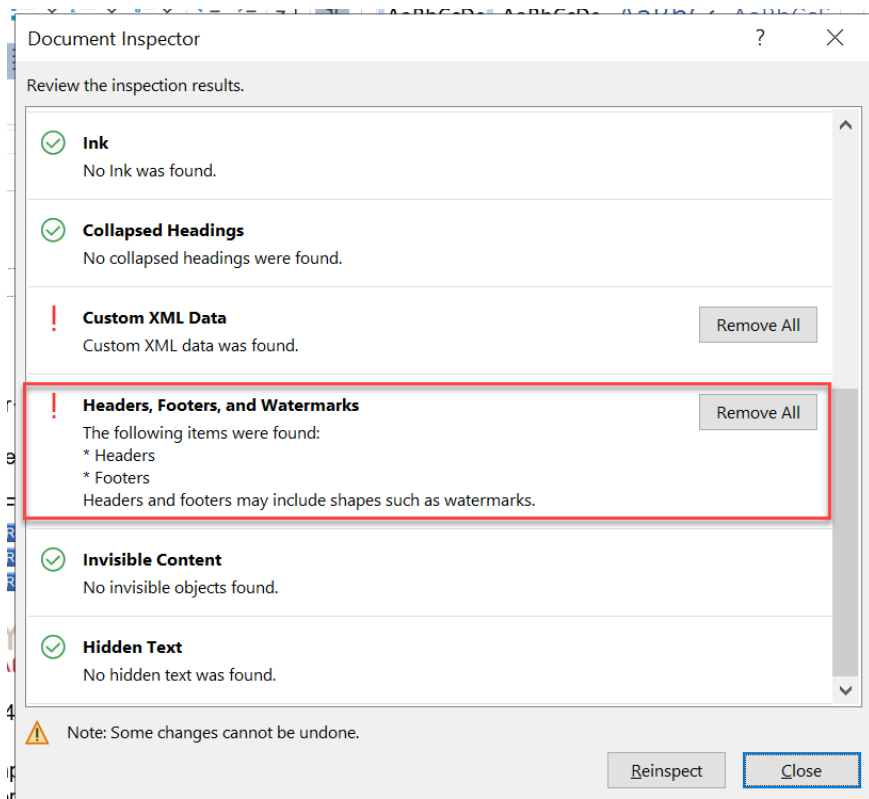 Document Inspector ?
Review the inspection results.
Ink
No Ink was found.
Collapsed Headings
No collapsed headings were found.
Custom XML Data
Remove All
Custom XML data was found.
Headers, Footers, and Watermarks
Remove All
The following items were found:
* Headers
* Footers
Headers and footers may include shapes such as watermarks.
Invisible Content
No invisible objects found.
Hidden Text
No hidden text was found.
Note: Some changes cannot be undone.
Reinspect Close